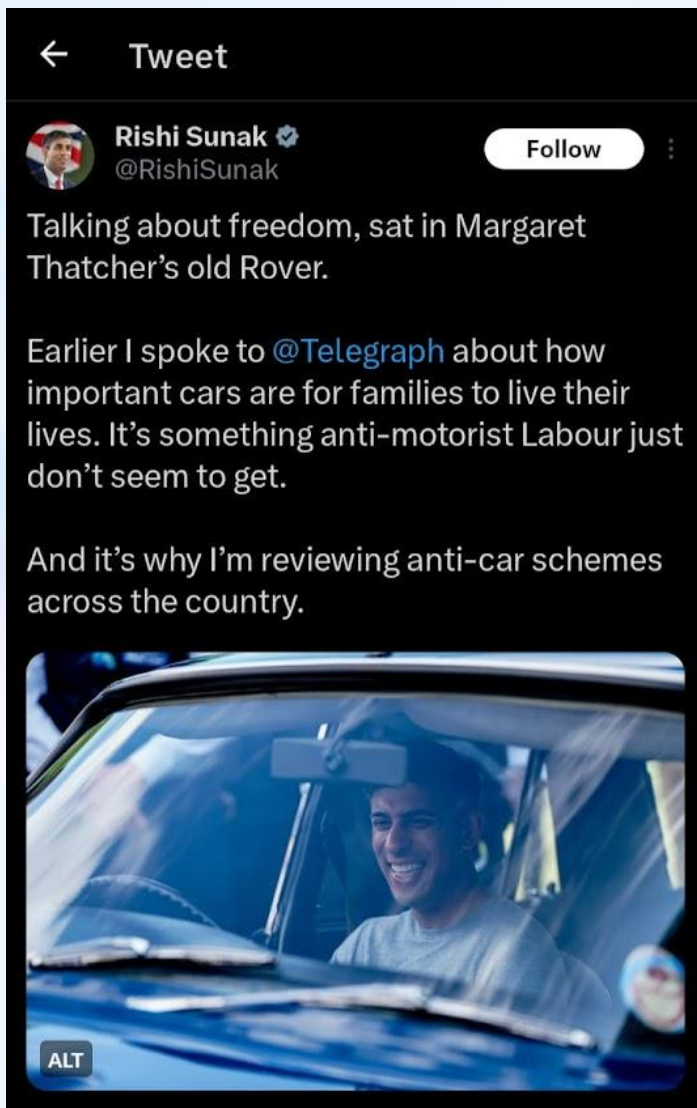 Tweet
Rishi Sunak
@RishiSunak
Follow
Talking about freedom, sat in Margaret
Thatcher’s old Rover.
Earlier I spoke to @Telegraph about how
important cars are for families to live their
lives. It’s something anti-motorist Labour just
don’t seem to get.
And it’s why I’m reviewing anti-car schemes
across the country.
ALT